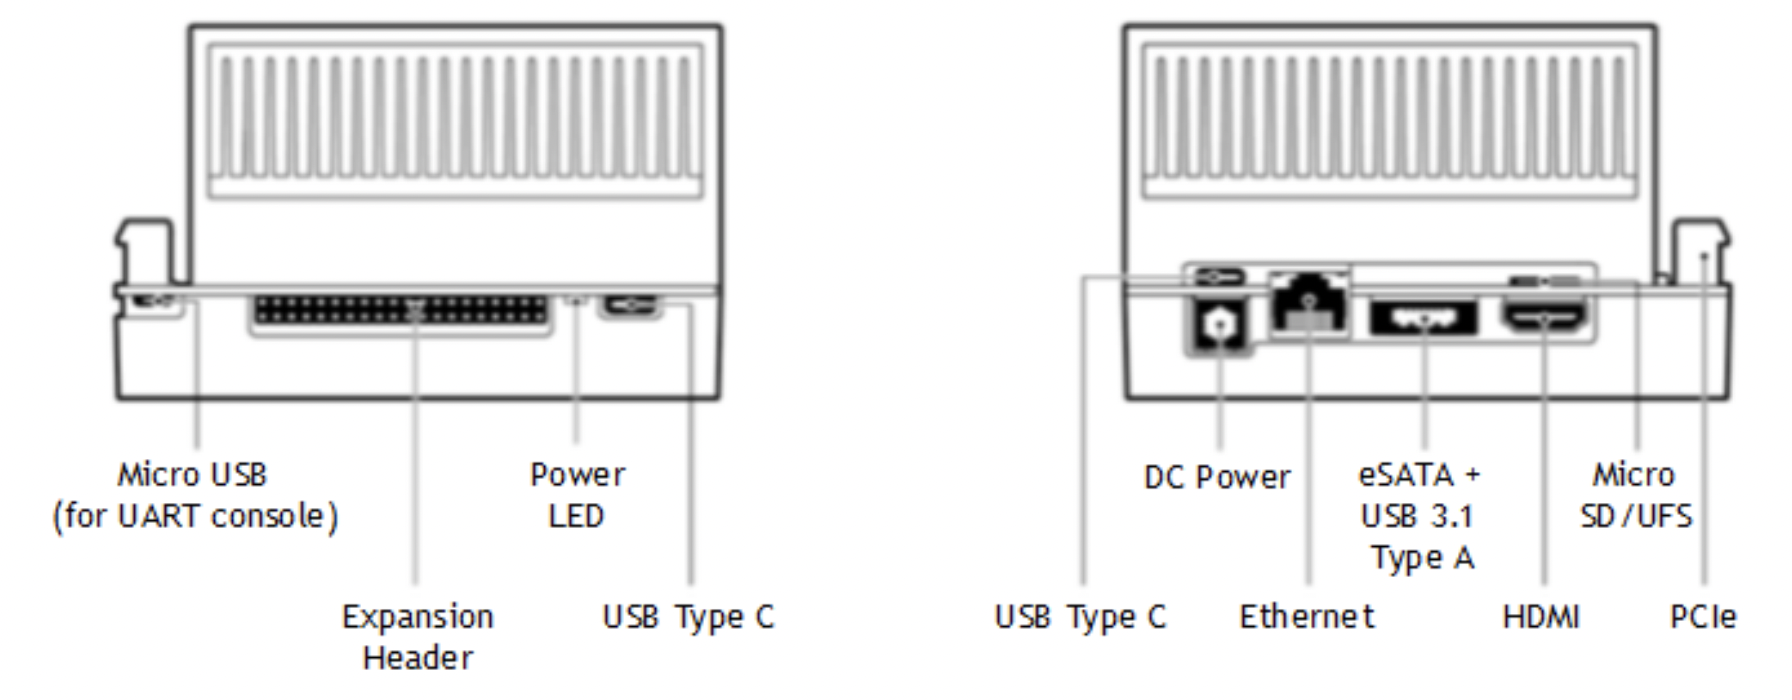 Micro USB
(for UART console)
Power
LED
Expansion
Header
USB Type C
DC Power
eSATA +
USB 3.1
Type A
Micro
SD/UFS
USB Type C
Ethernet
HDMI
PCIe